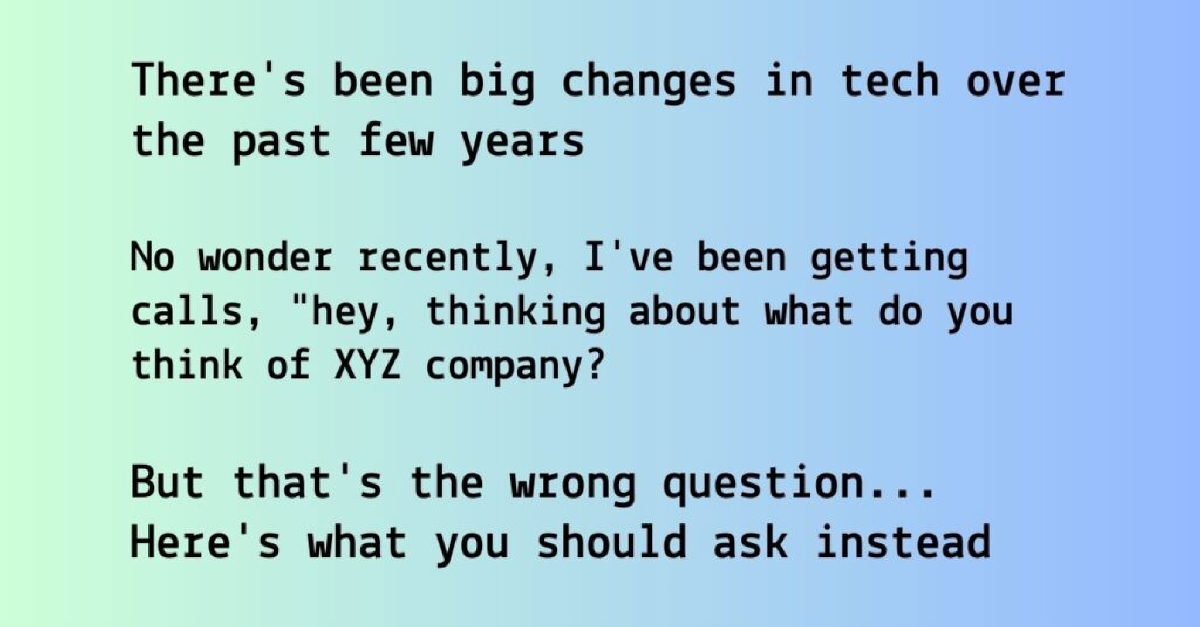 There's been big changes in tech over
the past few years
No wonder recently, I've been getting
calls, "hey, thinking about what do you
think of XYZ company?
But that's the wrong question...
Here's what you should ask instead